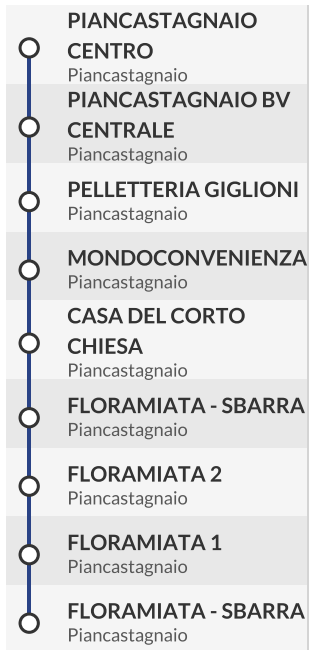 PIANCASTAGNAIO
CENTRO
Piancastagnaio
PIANCASTAGNAIO BV
CENTRALE
Piancastagnaio
PELLETTERIA GIGLIONI
Piancastagnaio
MONDOCONVENIENZA
Piancastagnaio
CASA DEL CORTO
CHIESA
Piancastagnaio
FLORAMIATA - SBARRA
Piancastagnaio
FLORAMIATA 2
Piancastagnaio
FLORAMIATA 1
Piancastagnaio
FLORAMIATA - SBARRA
Piancastagnaio